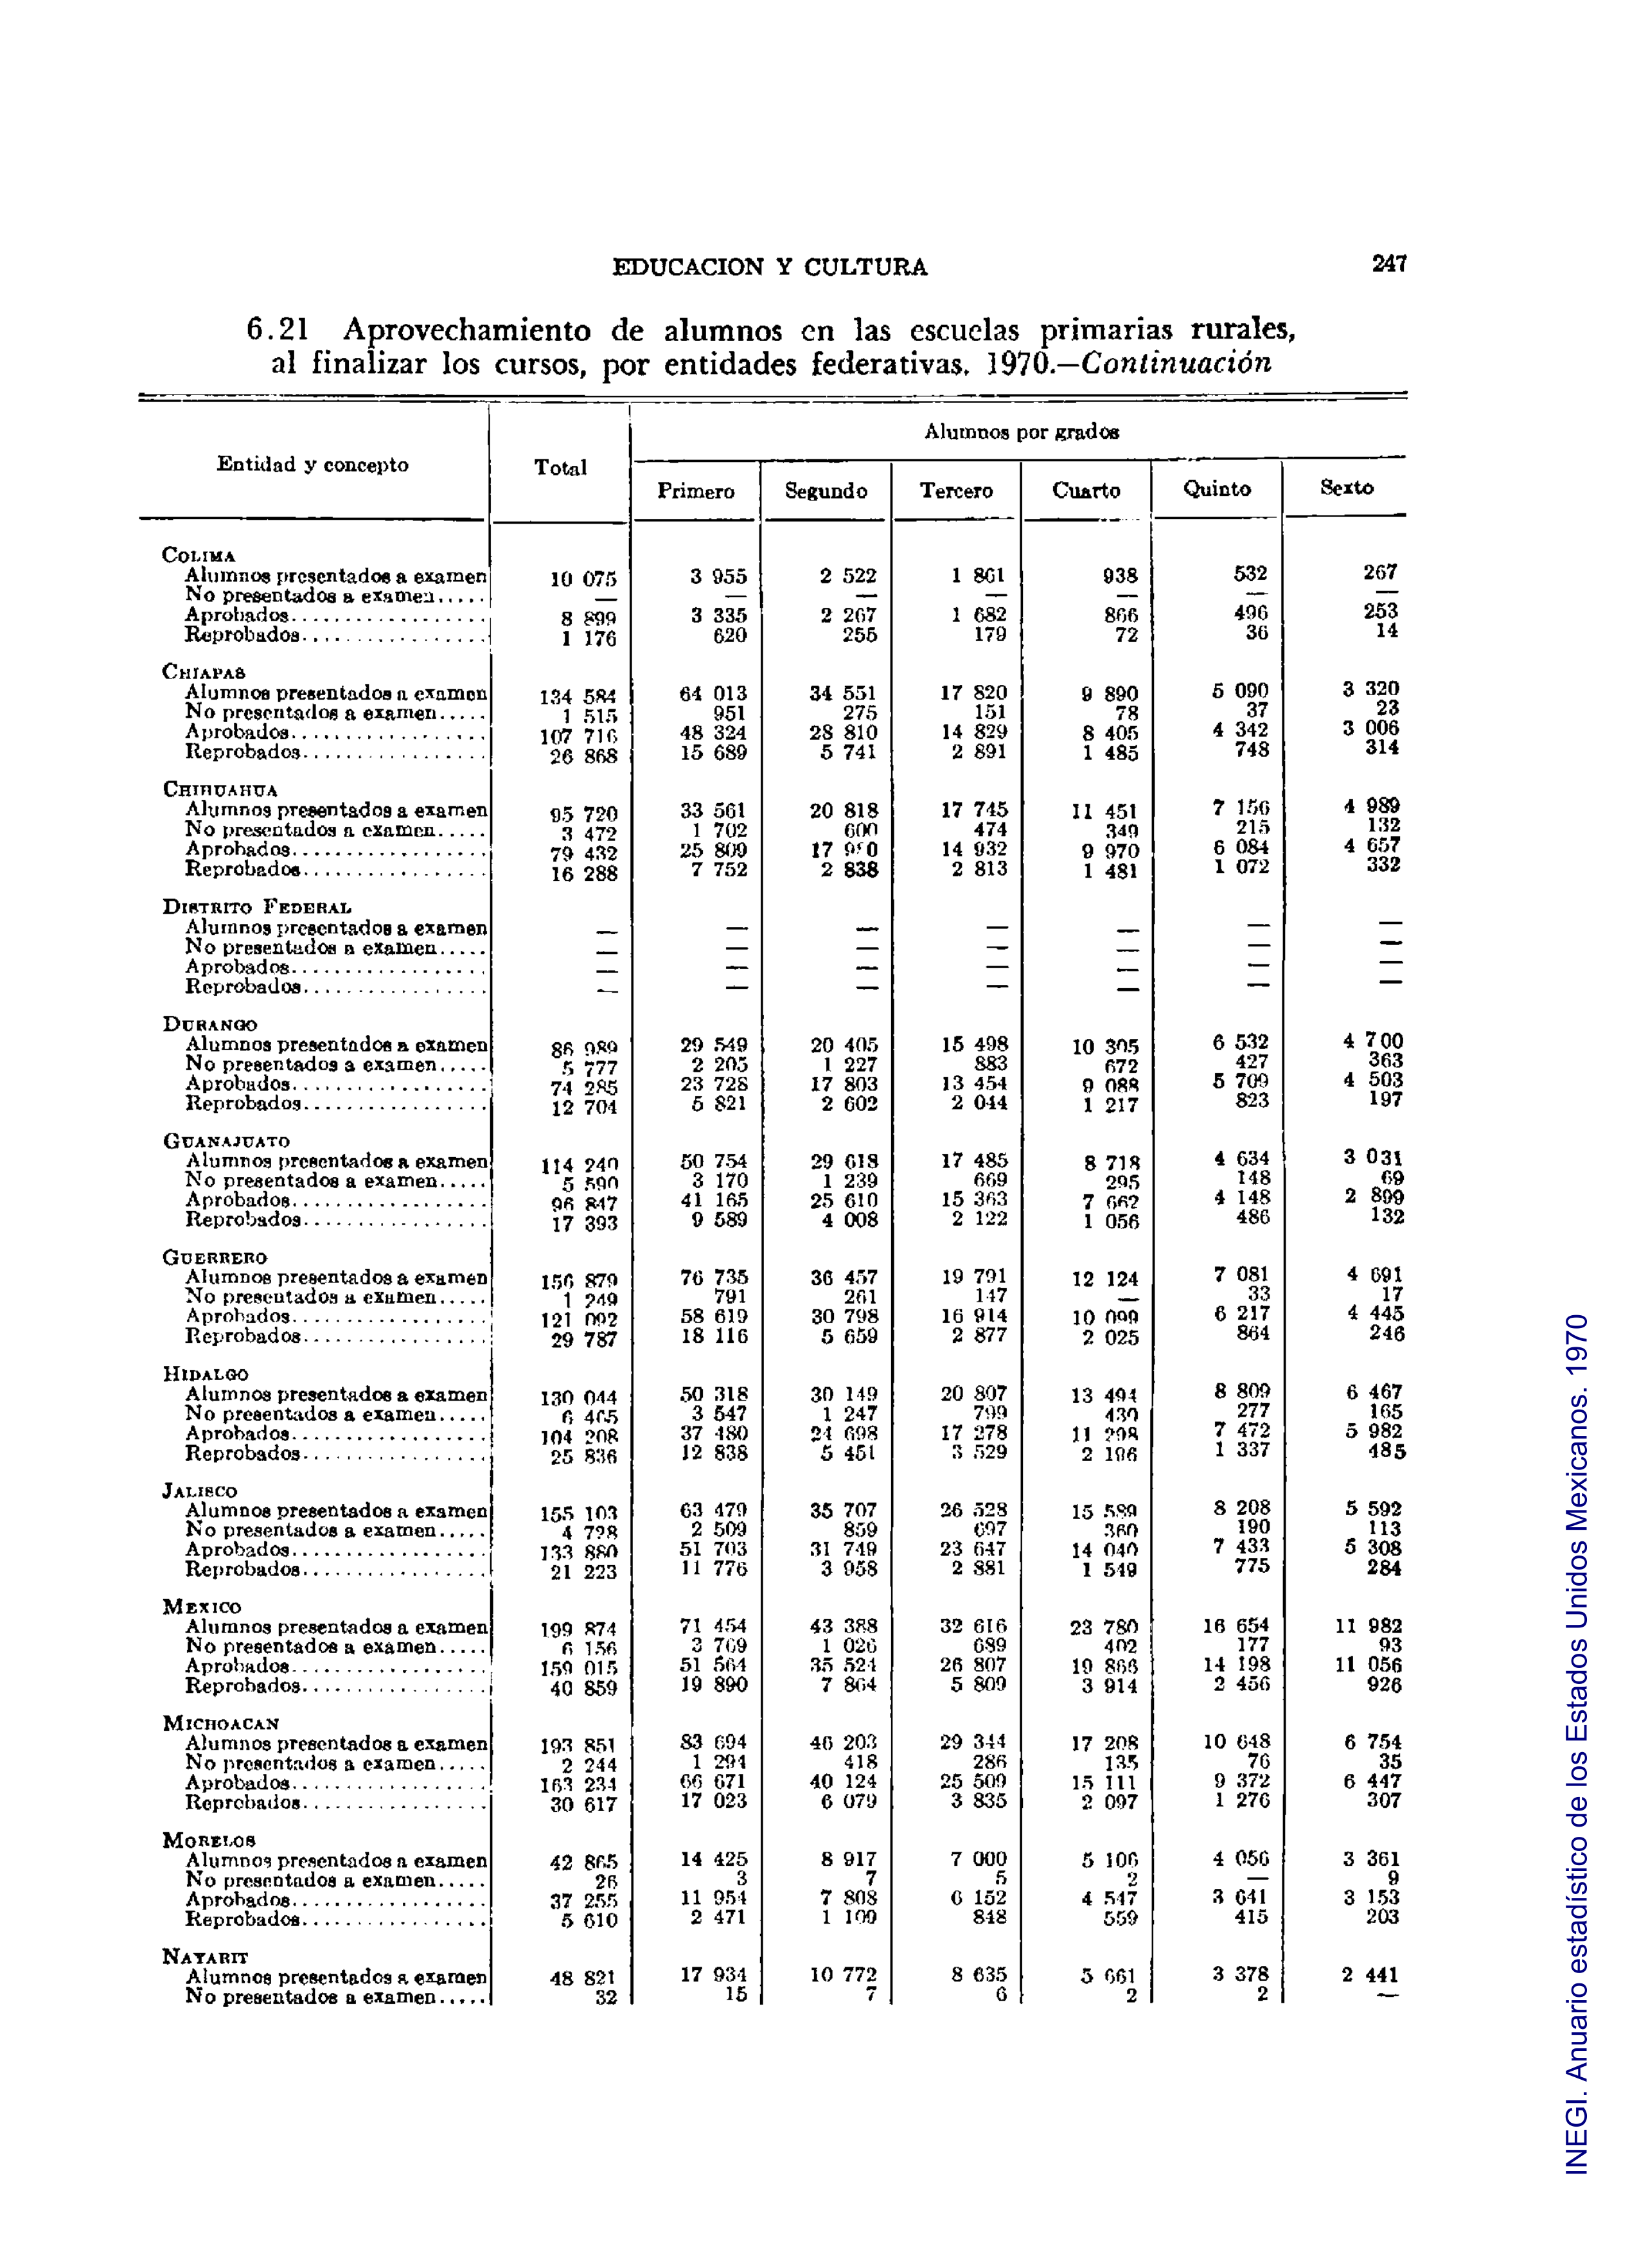 EDUCACION Y CULTURA 247
6.21 Aprovechamiento de alumnos en las escuelas primarias rurales,
al finalizar los cursos, por entidades federativas. 1970.—Continuación
Entidad y concepto Total Alumnos por grados
Primero Segundo Tercero Cuarto Quinto Sexto
COLIMA
Alumnos presentados a examen 10 075 3 955 2 522 1 861 938 532 267
No presentados a examen..... — — — — — — —
Aprobados.................. 8 899 3 335 2 267 1 682 866 496 253
Reprobados................. 1 176 620 255 179 72 36 14
CHIAPAS
Alumnos presentados a examen 134 584 64 013 34 551 17 820 9 890 5 090 3 320
No presentados a examen..... 1 515 951 275 151 78 37 23
Aprobados.................. 107 716 48 324 28 810 14 829 8 405 4 342 3 006
Reprobados................. 26 868 15 689 5 741 2 891 1 485 748 314
CHIHUAHUA
Alumnos presentados a examen 95 720 33 561 20 818 17 745 11 451 7 156 4 989
No presentados a examen..... 3 472 1 702 600 474 349 215 132
Aprobados.................. 79 432 25 809 17 980 14 932 9 970 6 084 4 657
Reprobados................. 16 288 7 752 2 838 2 813 1 481 1 072 332
DISTRITO FEDERAL
Alumnos presentados a examen — — — — — — —
No presentados a examen..... — — — — — — —
Aprobados.................. — — — — — — —
Reprobados................. — — — — — — —
DURANGO
Alumnos presentados a examen 86 989 29 549 20 405 15 498 10 305 6 532 4 700
No presentados a examen..... 5 777 2 205 1 227 883 672 427 363
Aprobados.................. 74 285 23 728 17 803 13 454 9 088 5 709 4 503
Reprobados................. 12 704 5 821 2 602 2 044 1 217 823 197
GUANAJUATO
Alumnos presentados a examen 114 240 50 754 29 618 17 485 8 718 4 634 3 031
No presentados a examen..... 5 590 3 170 1 239 669 295 148 69
Aprobados.................. 96 847 41 165 25 610 15 363 7 662 4 148 2 899
Reprobados................. 17 393 9 589 4 008 2 122 1 056 486 132
GUERRERO
Alumnos presentados a examen 156 879 76 735 36 457 19 791 12 124 7 081 4 691
No presentados a examen..... 1 249 791 261 147 — 33 17
Aprobados.................. 121 092 58 619 30 798 16 914 10 099 6 217 4 445
Reprobados................. 29 787 18 116 5 659 2 877 2 025 864 246
HIDALGO
Alumnos presentados a examen 130 044 50 318 30 149 20 807 13 494 8 809 6 467
No presentados a examen..... 6 465 3 547 1 247 799 430 277 165
Aprobados.................. 104 208 37 480 24 698 17 278 11 298 7 472 5 982
Reprobados................. 25 836 12 838 5 451 3 529 2 196 1 337 485
JALISCO
Alumnos presentados a examen 155 103 63 479 35 707 26 528 15 589 8 208 5 592
No presentados a examen..... 4 728 2 509 859 697 360 190 113
Aprobados.................. 133 880 51 703 31 749 23 647 14 040 7 433 5 308
Reprobados................. 21 223 11 776 3 958 2 881 1 549 775 284
MEXICO
Alumnos presentados a examen 199 874 71 454 43 388 32 616 23 780 16 654 11 982
No presentados a examen..... 6 156 3 769 1 026 689 402 177 93
Aprobados.................. 159 015 51 564 35 524 26 807 19 866 14 198 11 056
Reprobados................. 40 859 19 890 7 864 5 809 3 914 2 456 926
MICHOACAN
Alumnos presentados a examen 193 851 83 694 46 203 29 344 17 208 10 648 6 754
No presentados a examen..... 2 244 1 294 418 286 135 76 35
Aprobados.................. 163 234 66 671 40 124 25 509 15 111 9 372 6 447
Reprobados................. 30 617 17 023 6 079 3 835 2 097 1 276 307
MORELOS
Alumnos presentados a examen 42 865 14 425 8 917 7 000 5 106 4 056 3 361
No presentados a examen..... 26 3 7 5 2 — 9
Aprobados.................. 37 255 11 954 7 808 6 152 4 547 3 641 3 153
Reprobados................. 5 610 2 471 1 109 848 559 415 203
NAYARIT
Alumnos presentados a examen 48 821 17 934 10 772 8 635 5 661 3 378 2 441
No presentados a examen..... 32 15 7 6 2 2 —
INEGI. Anuario estadístico de los Estados Unidos Mexicanos. 1970